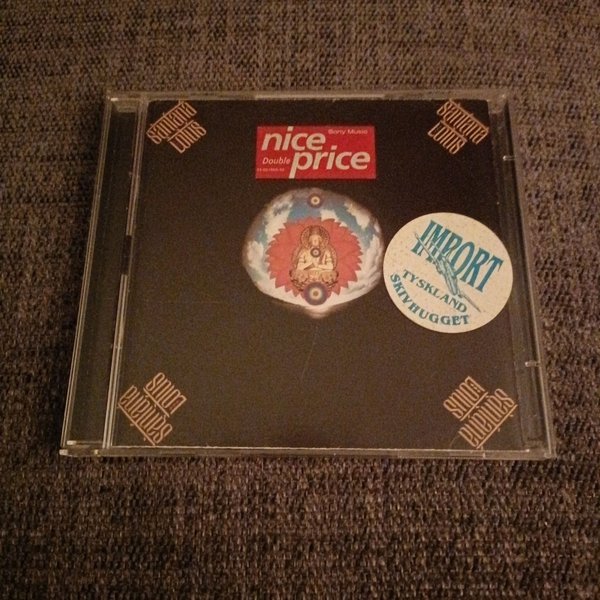 Santana
Lotus
Santana
Lotus
Sony Music
nice
Double price
IMPORT
TYSKLAND
SKIVHUGGET
Santana
Lotus
Santana
Lotus